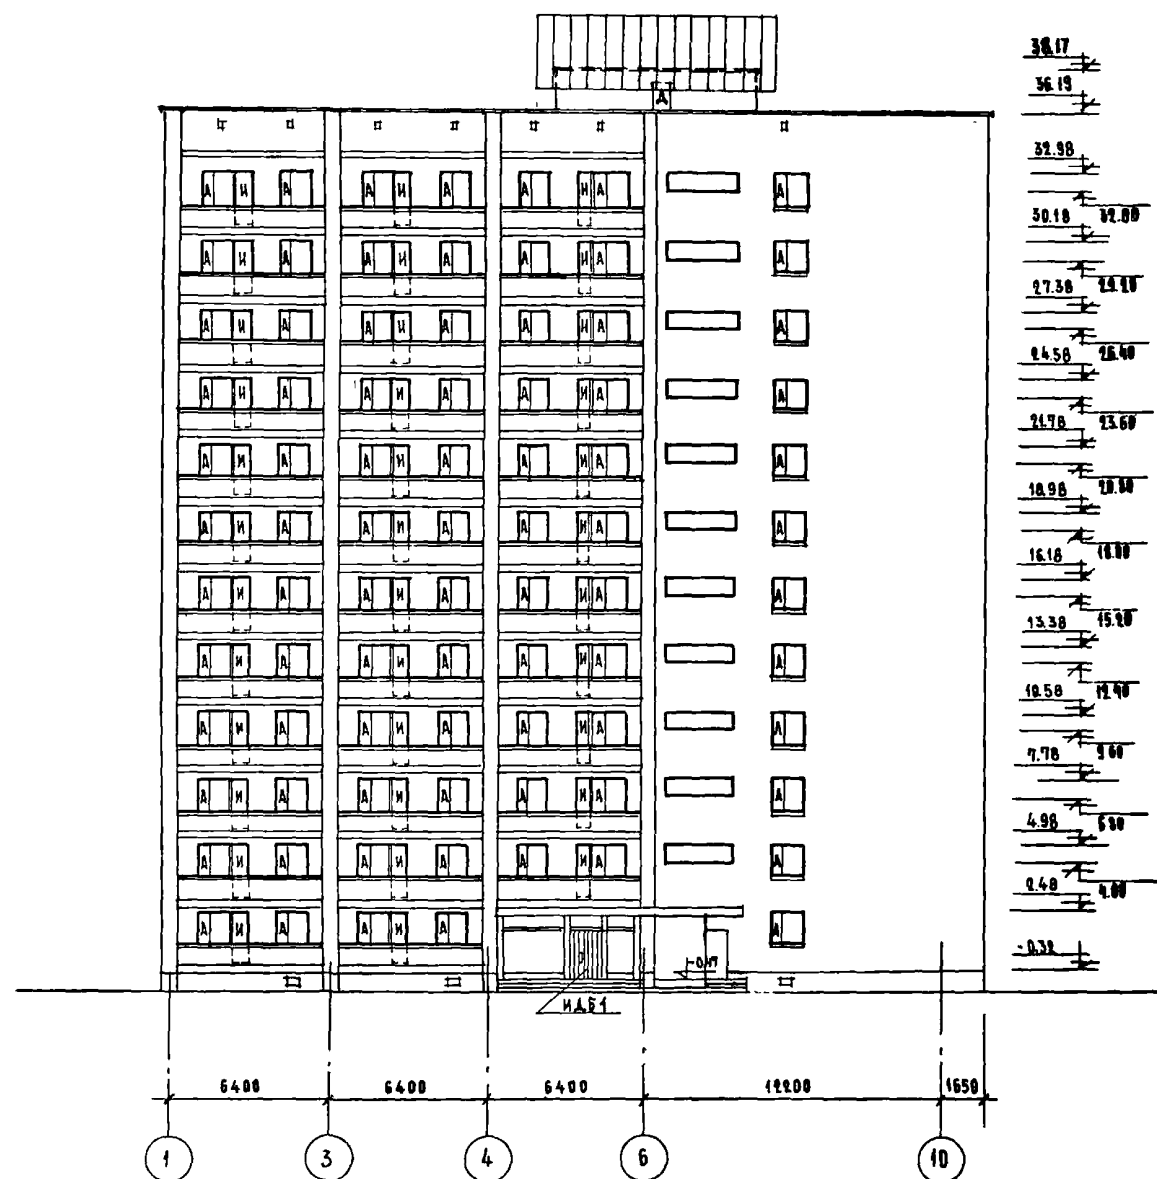 38.17
36.19
Д
32.98
А И А А И А А И А А
30.18 32.00
А И А А И А А И А А
27.38 29.20
А И А А И А А И А А
24.58 26.40
А И А А И А А И А А
21.78 23.60
А И А А И А А И А А
18.98 20.80
А И А А И А А И А А
16.18 18.00
А И А А И А А И А А
13.38 15.20
А И А А И А А И А А
10.58 12.40
А И А А И А А И А А
7.78 9.60
А И А А И А А И А А
4.98 6.80
А И А А И А А И А А
2.48 4.00
А И А А И А А
-0.32
ИДБ1
6400 6400 6400 12200 1650
1 3 4 6 10